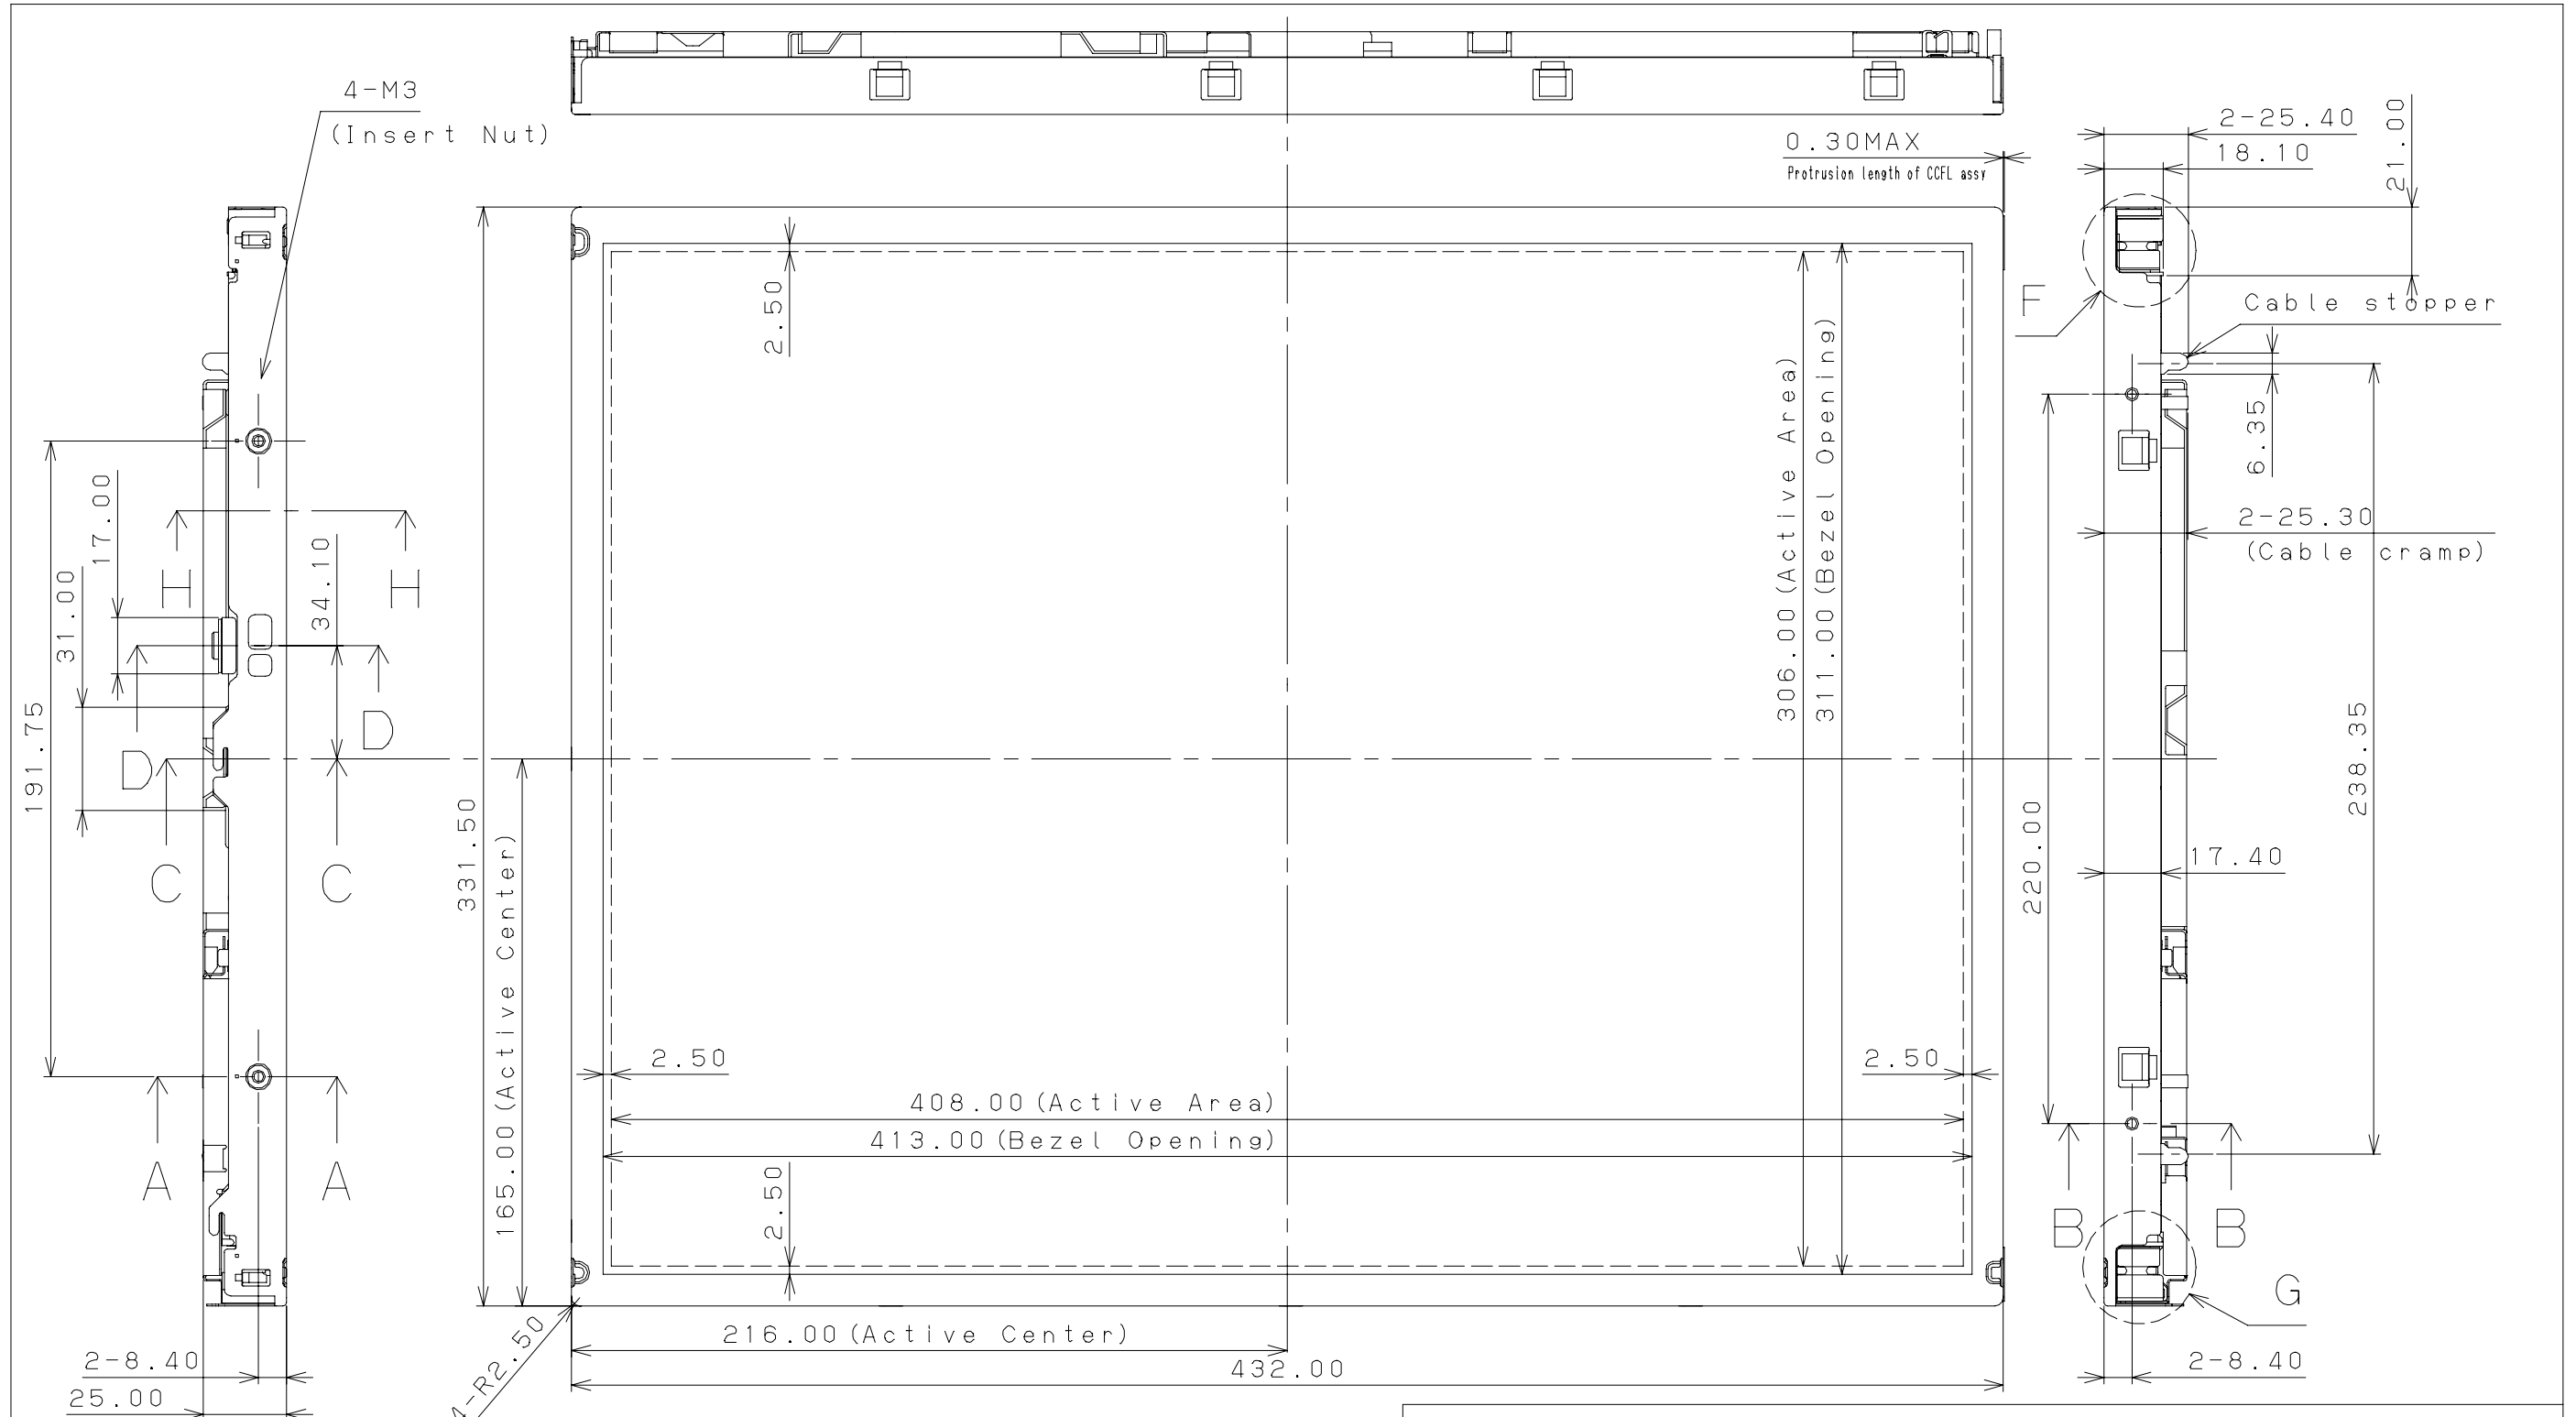 4-M3
(Insert Nut)
0.30MAX
Protrusion length of CCFL assy
2-25.40
18.10
21.00
F
Cable stopper
6.35
2-25.30
(Cable cramp)
2.50
306.00 (Active Area)
311.00 (Bezel Opening)
17.00
H
H
34.10
31.00
D
D
191.75
C
C
331.50
165.00 (Active Center)
220.00
17.40
238.35
2.50
2.50
408.00 (Active Area)
413.00 (Bezel Opening)
A
A
2.50
B
B
G
216.00 (Active Center)
432.00
4-R2.50
2-8.40
25.00
2-8.40